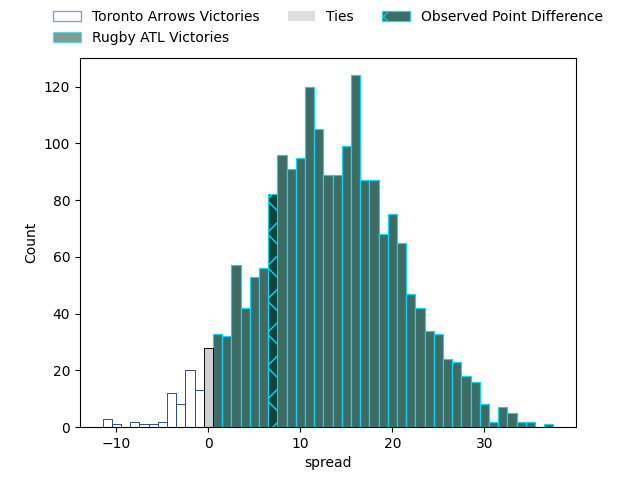 Toronto Arrows Victories
Ties
Observed Point Difference
Rugby ATL Victories
120
100
80
60
40
20
0
Count
−10
0
10
20
30
spread